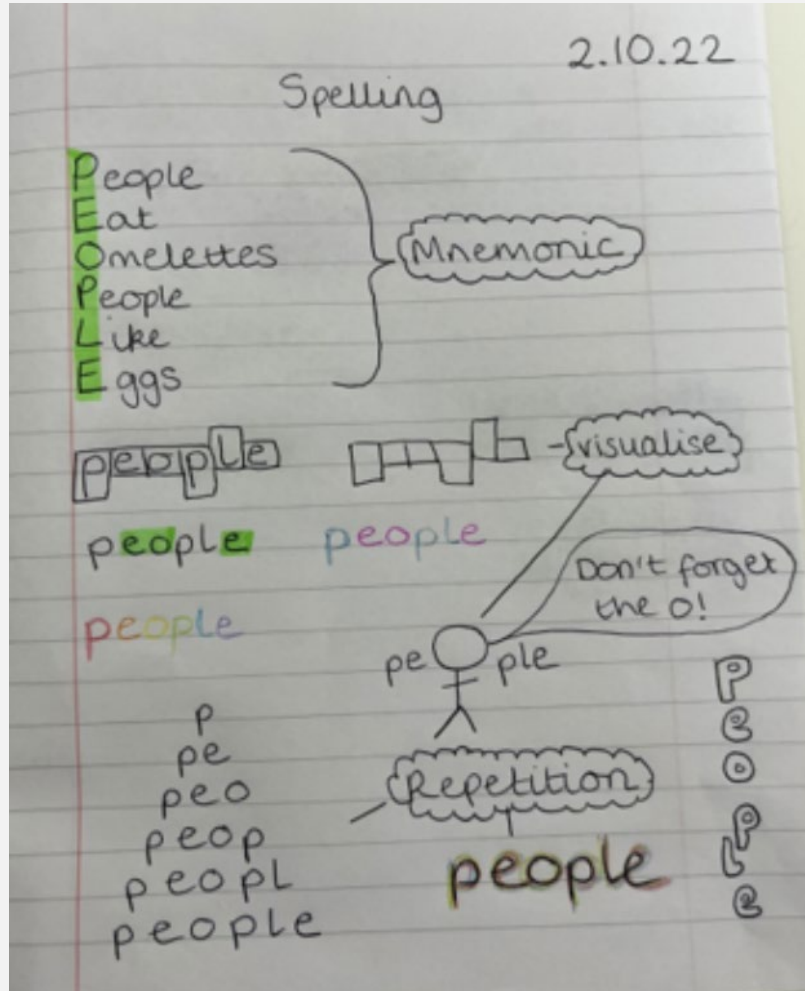 2.10.22
Spelling
People
Eat
Omelettes
People
Like
Eggs
Mnemonic
people
visualise
people people
people
Don't forget
the o!
pe ple
p
pe
peo
peop
peopl
people
Repetition
people
P
e
o
P
L
e